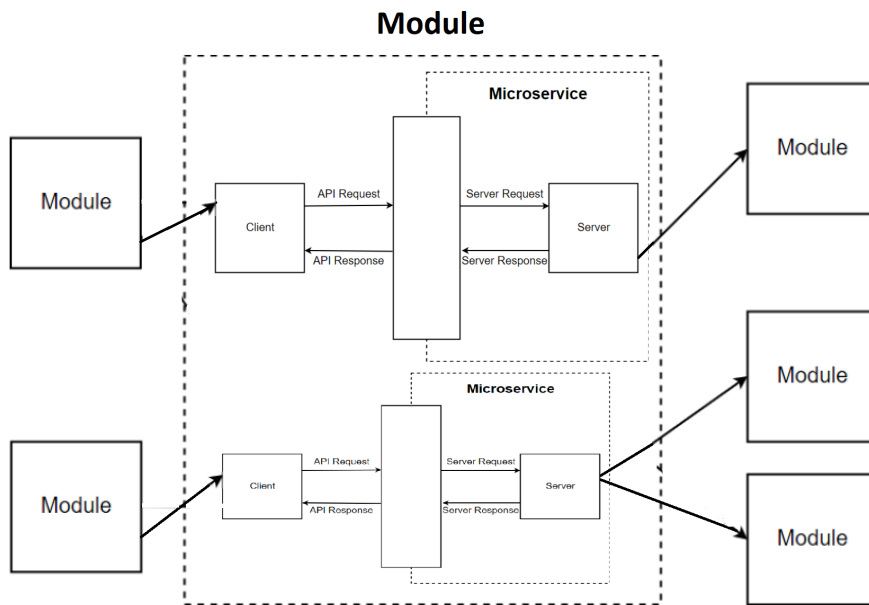 Module
Microservice
Module
Module
API Request
Server Request
Client
Server
API Response
Server Response
Module
Microservice
Module
API Request
Server Request
Client
Server
API Response
Server Response
Module